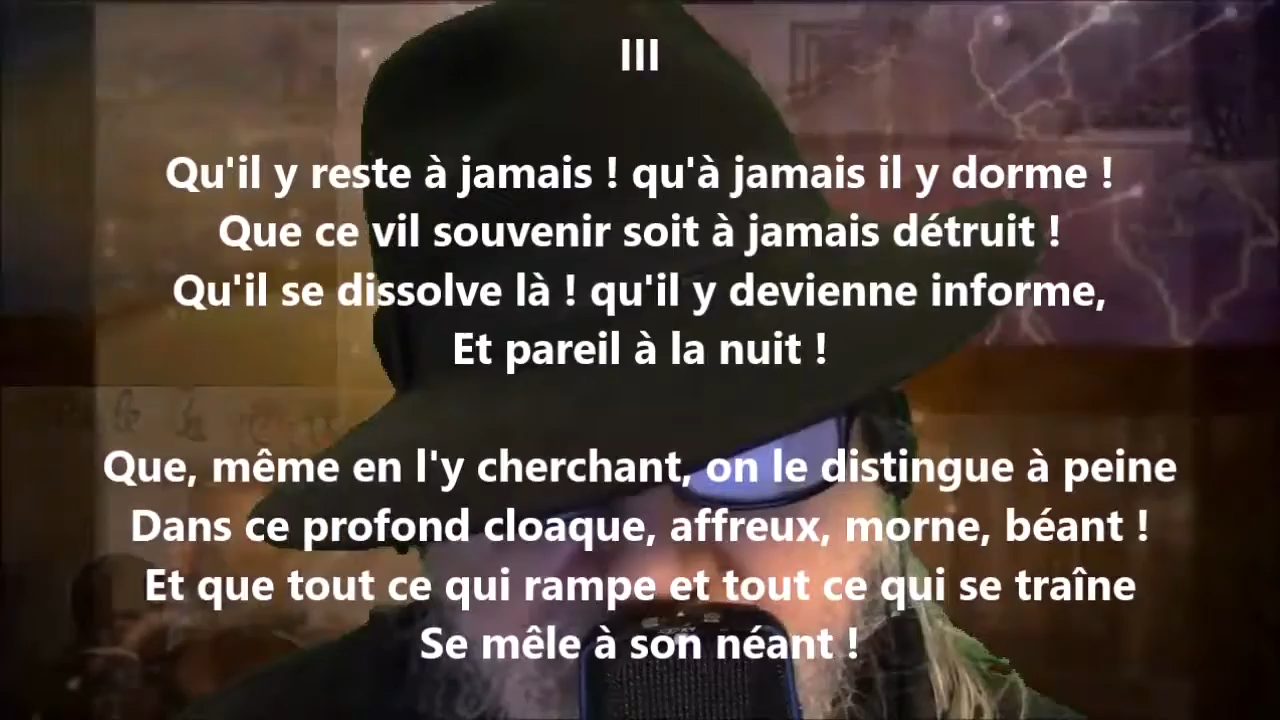 III
Qu'il y reste à jamais ! qu'à jamais il y dorme !
Que ce vil souvenir soit à jamais détruit !
Qu'il se dissolve là ! qu'il y devienne informe,
Et pareil à la nuit !
Que, même en l'y cherchant, on le distingue à peine
Dans ce profond cloaque, affreux, morne, béant !
Et que tout ce qui rampe et tout ce qui se traîne
Se mêle à son néant !